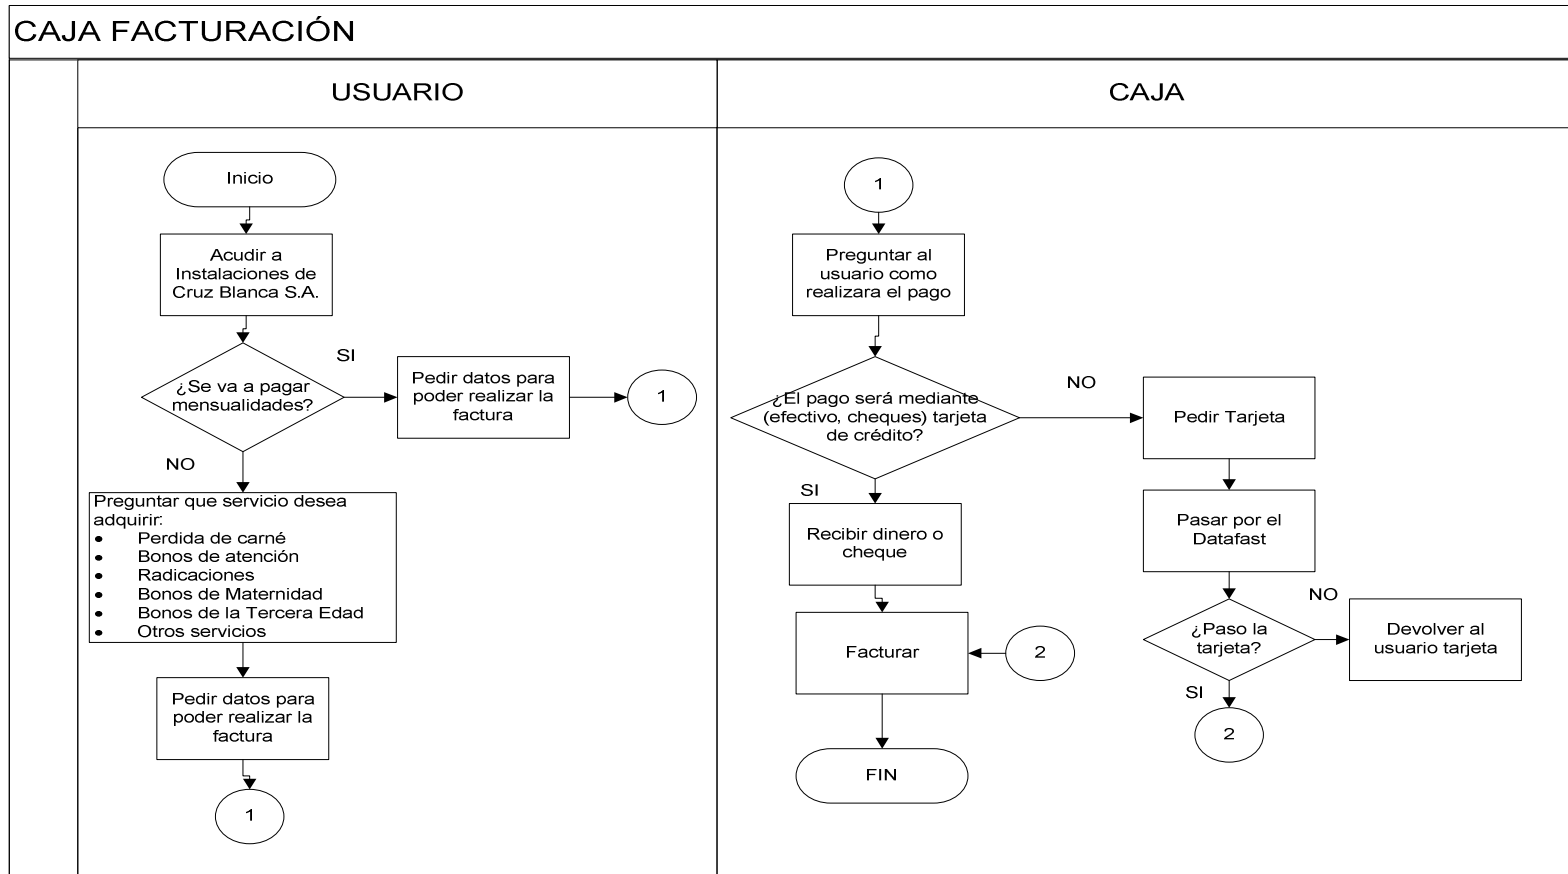 CAJA FACTURACIÓN
USUARIO
CAJA
Inicio
Acudir a
Instalaciones de
Cruz Blanca S.A.
¿Se va a pagar
mensualidades?
SI
Pedir datos para
poder realizar la
factura
1
NO
Preguntar que servicio desea
adquirir:
• Perdida de carné
• Bonos de atención
• Radicaciones
• Bonos de Maternidad
• Bonos de la Tercera Edad
• Otros servicios
Pedir datos para
poder realizar la
factura
1
1
Preguntar al
usuario como
realizara el pago
¿El pago será mediante
(efectivo, cheques) tarjeta
de crédito?
NO
Pedir Tarjeta
SI
Recibir dinero o
cheque
Pasar por el
Datafast
Facturar
2
¿Paso la
tarjeta?
NO
Devolver al
usuario tarjeta
SI
2
FIN